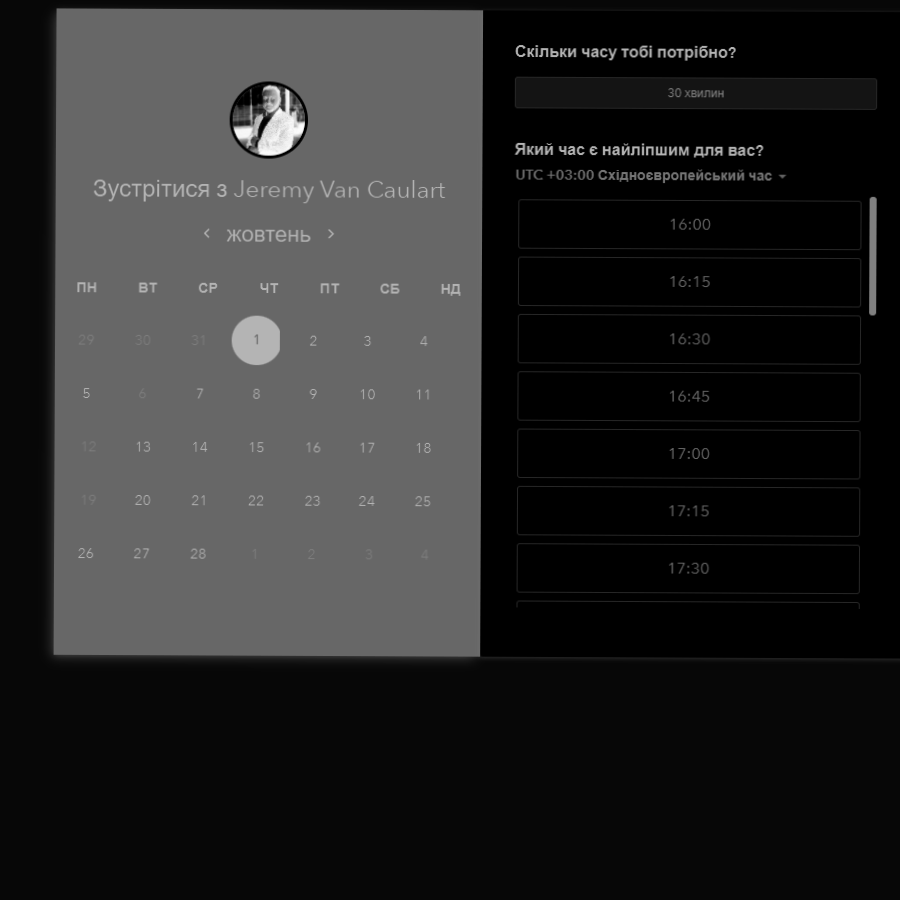 Зустрітися з Jeremy Van Caulart
жовтень
ПН ВТ СР ЧТ ПТ СБ НД
29 30 31 1 2 3 4
5 6 7 8 9 10 11
12 13 14 15 16 17 18
19 20 21 22 23 24 25
26 27 28 1 2 3 4
Скільки часу тобі потрібно?
30 хвилин
Який час є найліпшим для вас?
UTC +03:00 Східноєвропейський час
16:00
16:15
16:30
16:45
17:00
17:15
17:30